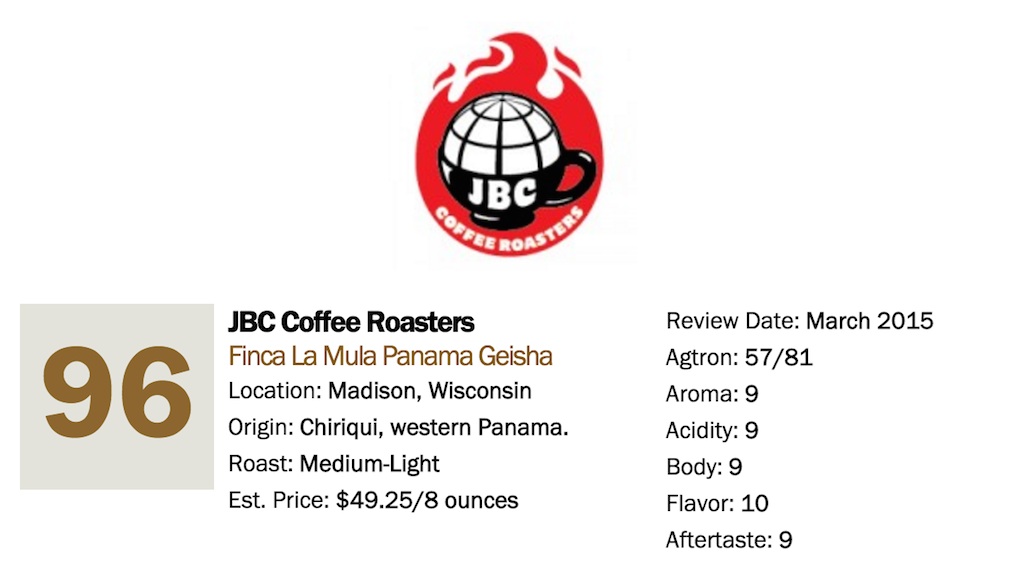 JBC
COFFEE ROASTERS
96
JBC Coffee Roasters
Finca La Mula Panama Geisha
Location: Madison, Wisconsin
Origin: Chiriqui, western Panama.
Roast: Medium-Light
Est. Price: $49.25/8 ounces
Review Date: March 2015
Agtron: 57/81
Aroma: 9
Acidity: 9
Body: 9
Flavor: 10
Aftertaste: 9